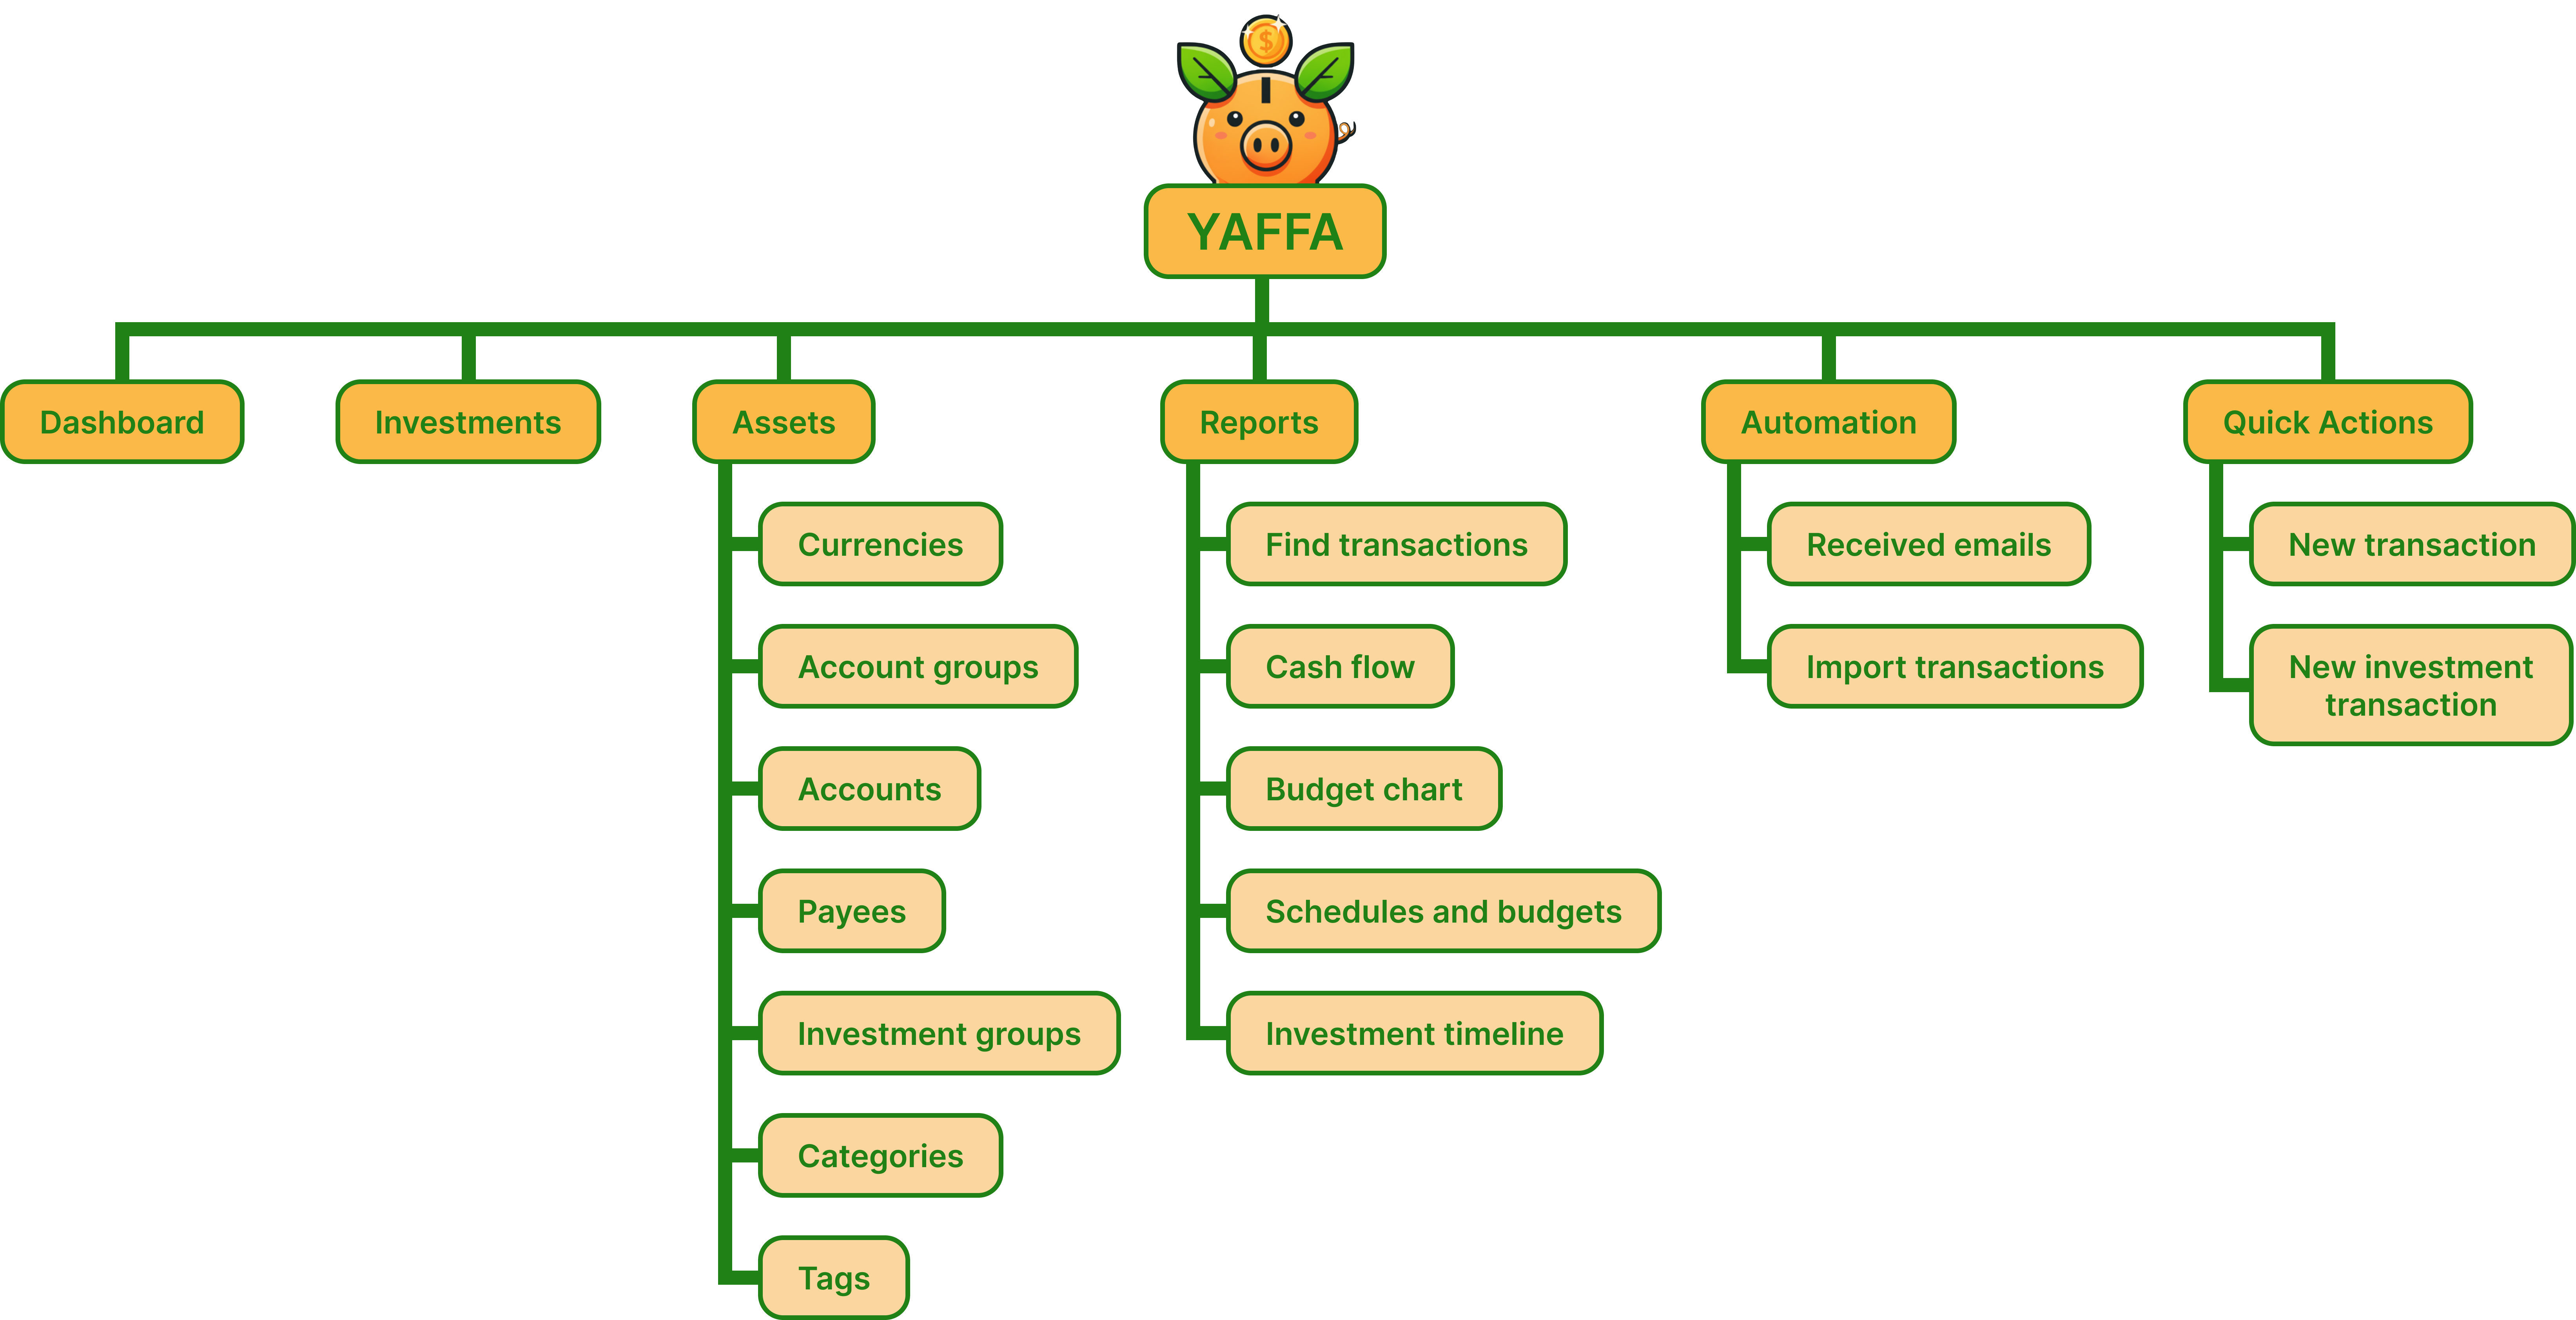 $
YAFFA
Dashboard
Investments
Assets
Reports
Automation
Quick Actions
Currencies
Account groups
Accounts
Payees
Investment groups
Categories
Tags
Find transactions
Cash flow
Budget chart
Schedules and budgets
Investment timeline
Received emails
Import transactions
New transaction
New investment
transaction